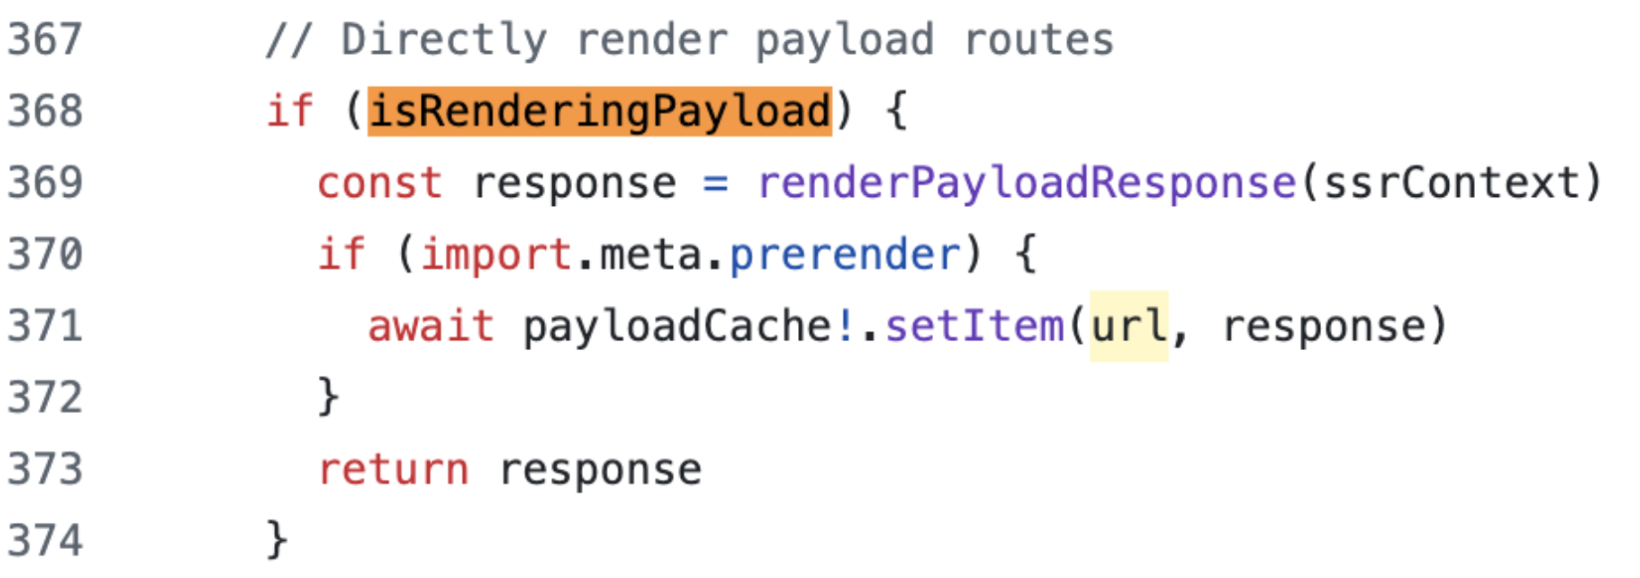 367 // Directly render payload routes
368 if (isRenderingPayload) {
369 const response = renderPayloadResponse(ssrContext)
370 if (import.meta.prerender) {
371 await payloadCache!.setItem(url, response)
372 }
373 return response
374 }